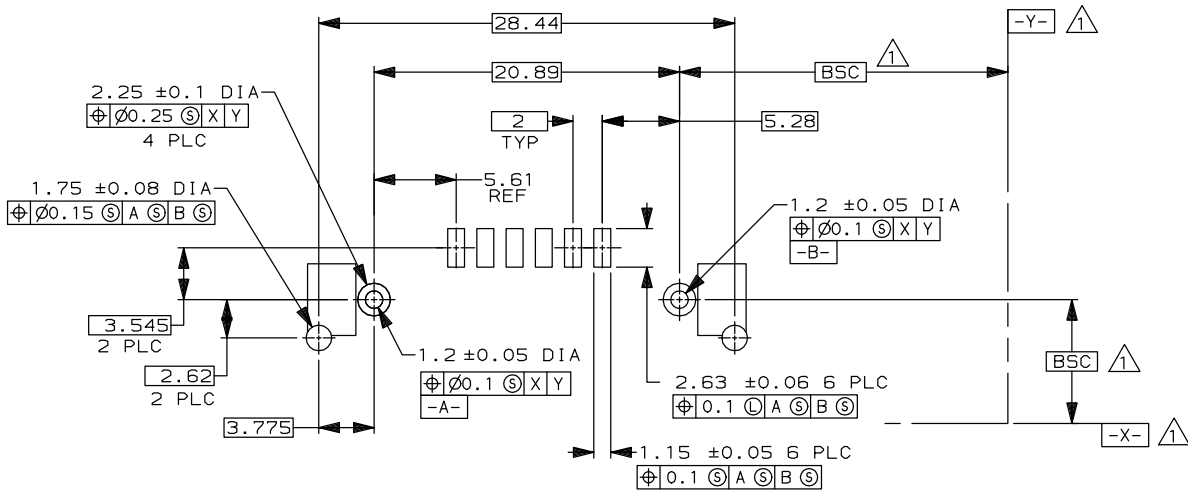 28.44
-Y- 1
20.89
BSC 1
2.25 ±0.1 DIA
⌖ Ø0.25 Ⓢ X Y
4 PLC
2
TYP
5.28
5.61
REF
1.75 ±0.08 DIA
⌖ Ø0.15 Ⓢ A Ⓢ B Ⓢ
1.2 ±0.05 DIA
⌖ Ø0.1 Ⓢ X Y
-B-
3.545
2 PLC
2.62
2 PLC
3.775
1.2 ±0.05 DIA
⌖ Ø0.1 Ⓢ X Y
-A-
2.63 ±0.06 6 PLC
⌖ 0.1 Ⓛ A Ⓢ B Ⓢ
BSC 1
-X- 1
1.15 ±0.05 6 PLC
⌖ 0.1 Ⓢ A Ⓢ B Ⓢ